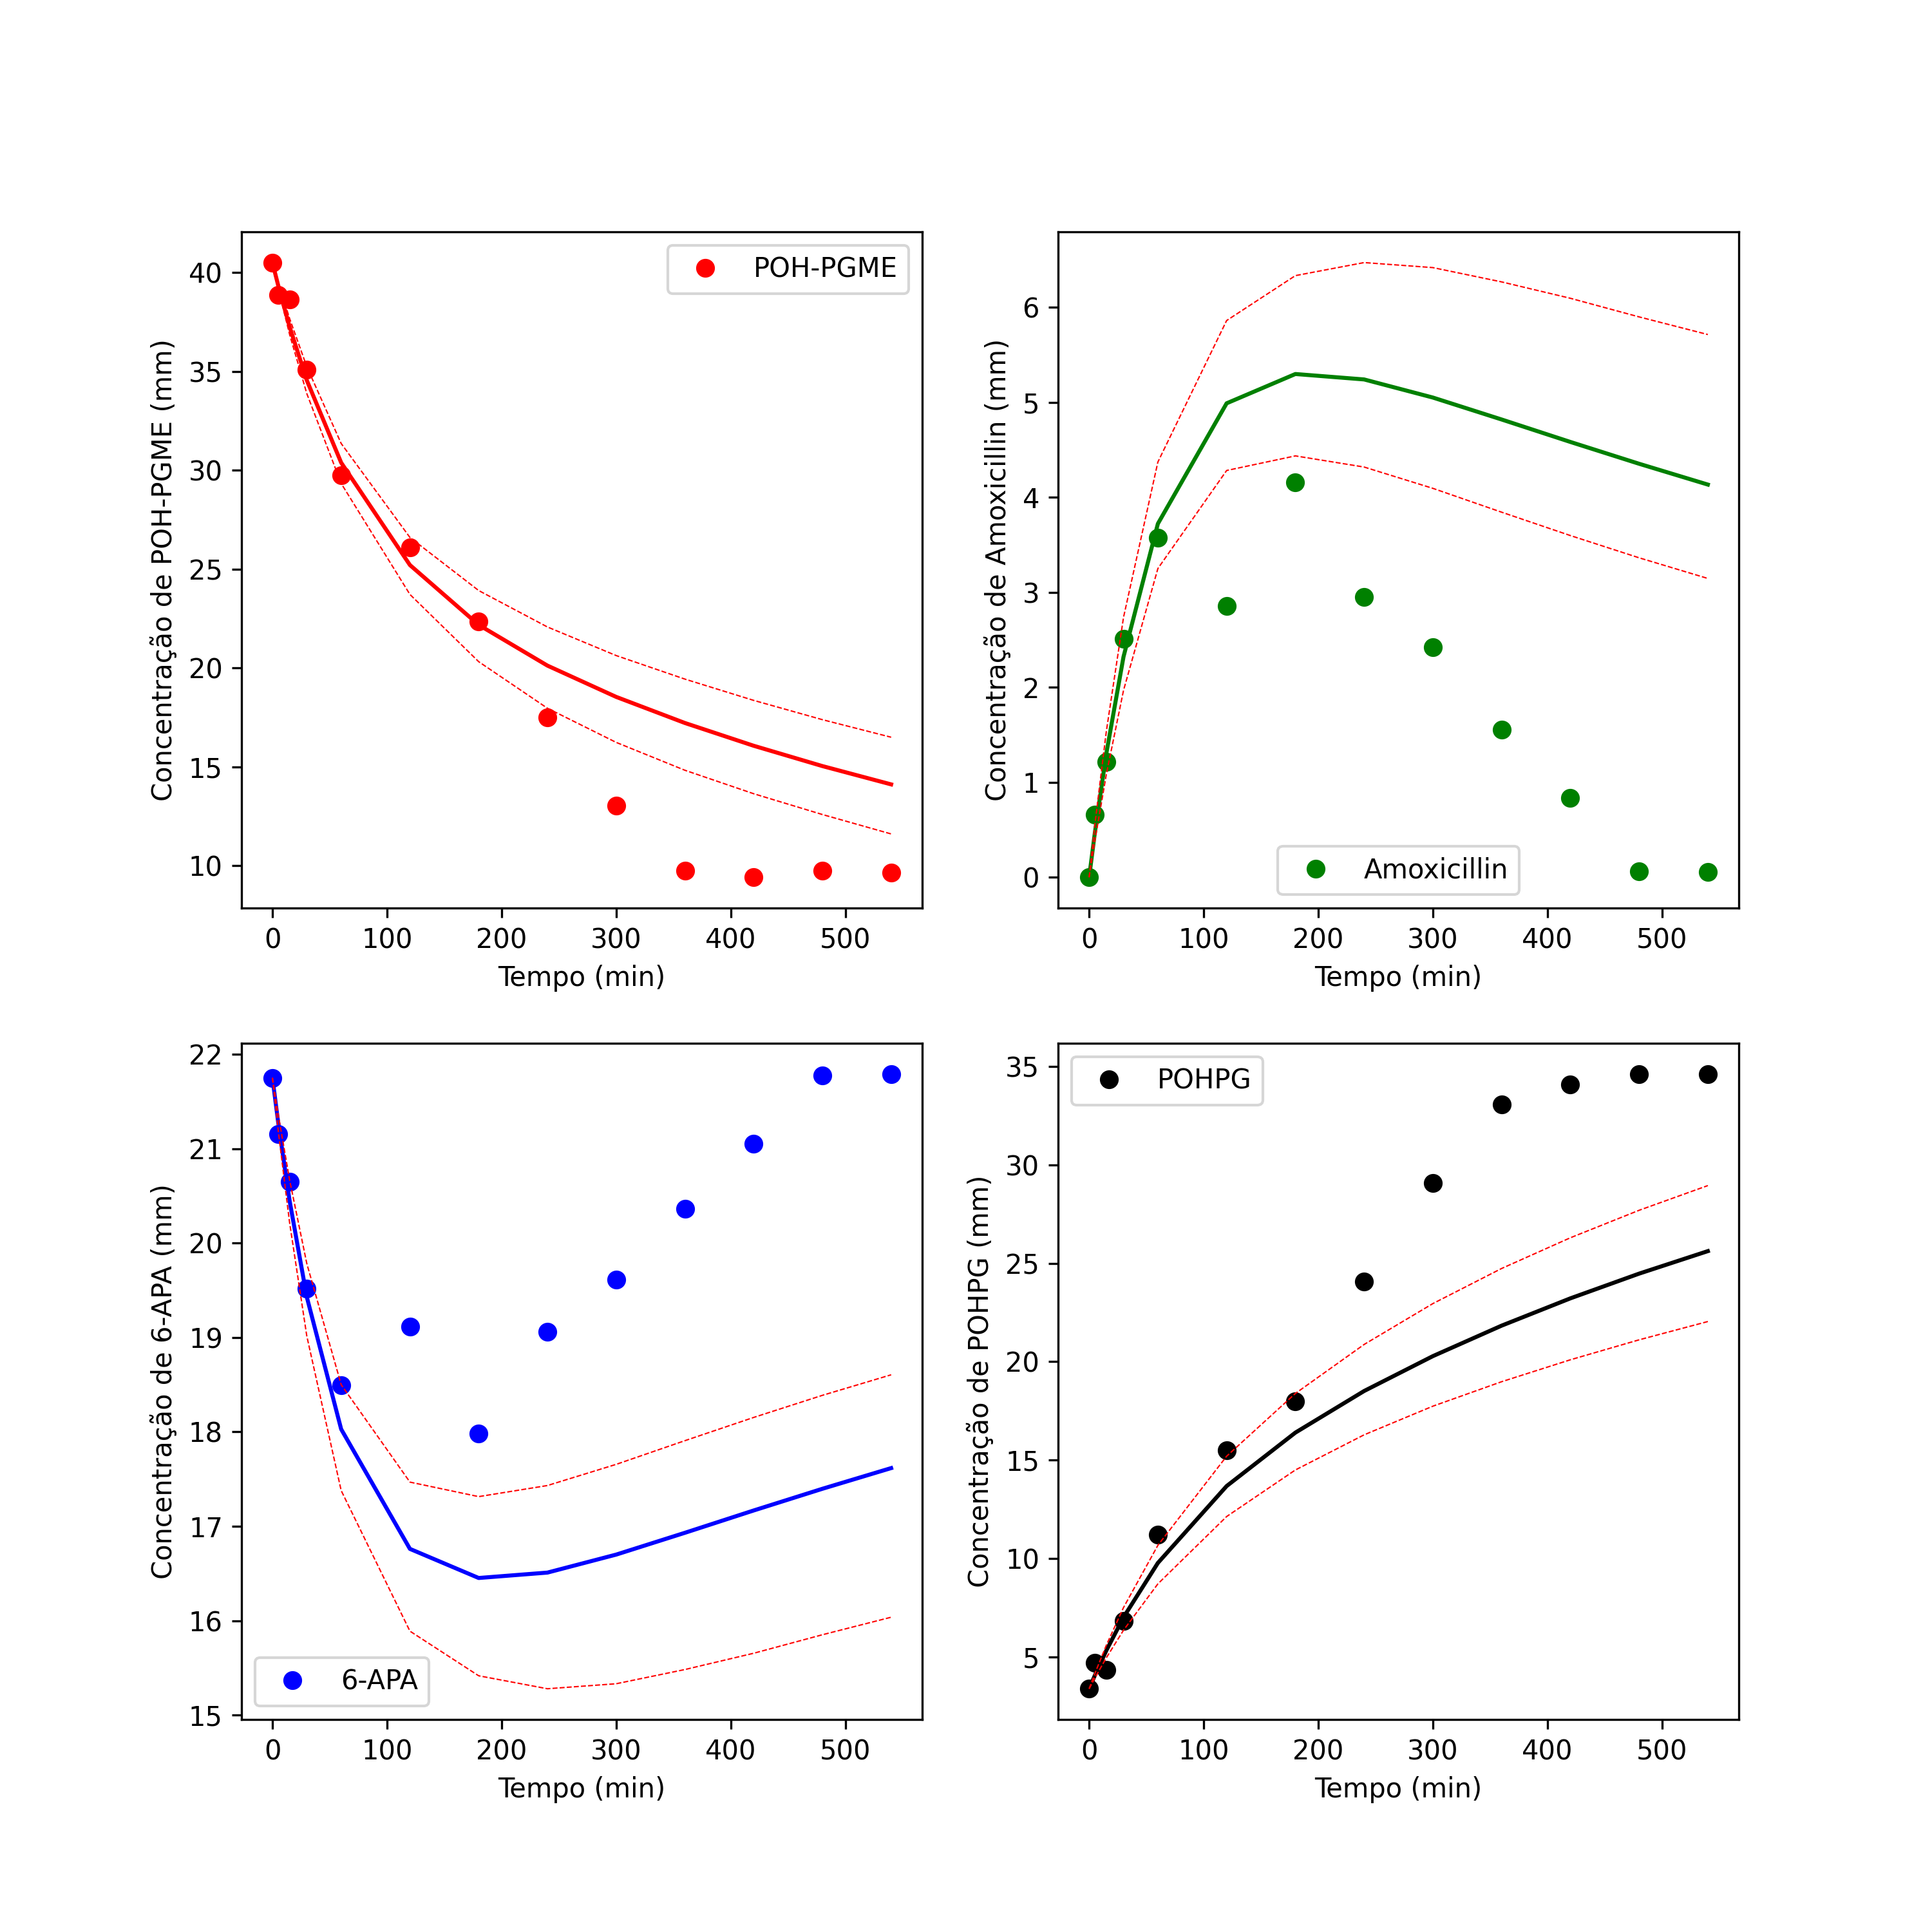 POH-PGME
Concentração de POH-PGME (mm)
40
35
30
25
20
15
10
0 100 200 300 400 500
Tempo (min)
Amoxicillin
Concentração de Amoxicillin (mm)
6
5
4
3
2
1
0
0 100 200 300 400 500
Tempo (min)
6-APA
Concentração de 6-APA (mm)
22
21
20
19
18
17
16
15
0 100 200 300 400 500
Tempo (min)
POHPG
Concentração de POHPG (mm)
35
30
25
20
15
10
5
0 100 200 300 400 500
Tempo (min)